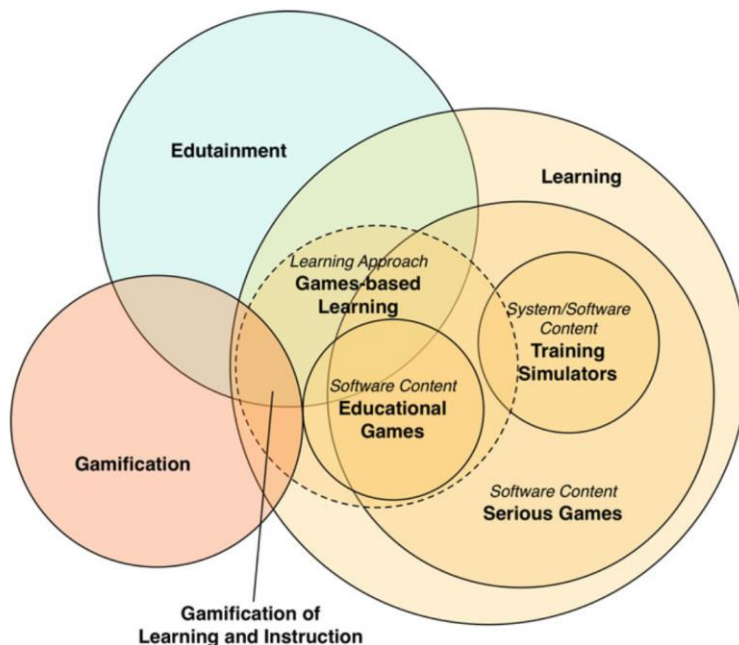 Edutainment
Learning
Learning Approach
Games-based
Learning
System/Software
Content
Training
Simulators
Software Content
Educational
Games
Gamification
Software Content
Serious Games
Gamification of
Learning and Instruction